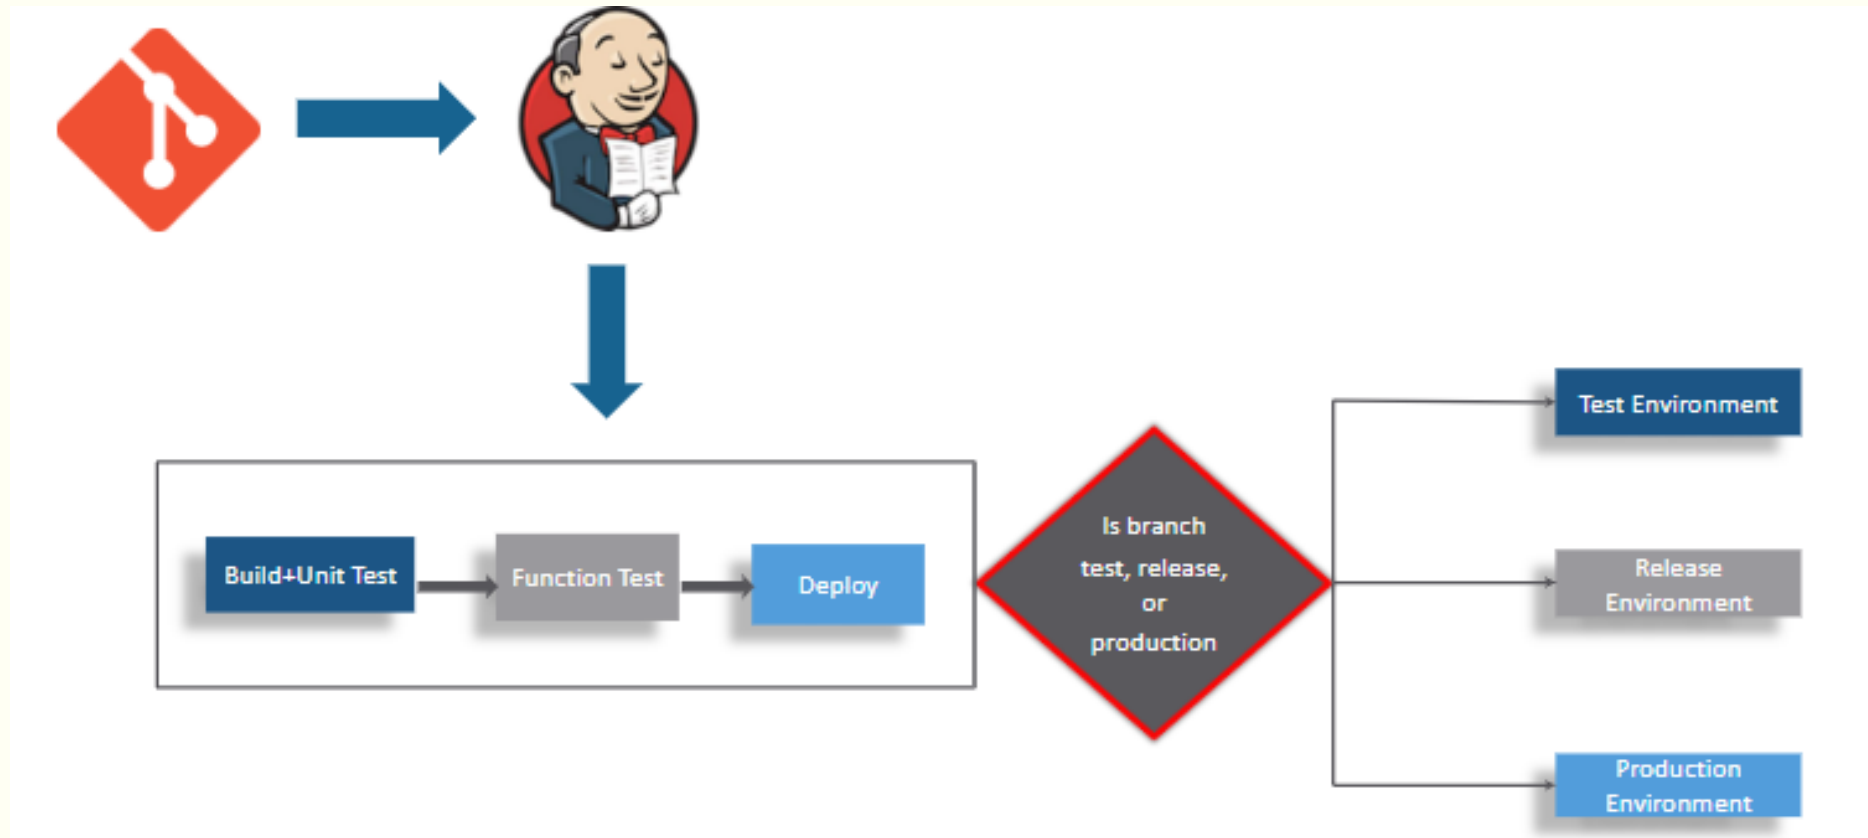 Build+Unit Test
Function Test
Deploy
Is branch
test, release,
or
production
Test Environment
Release
Environment
Production
Environment